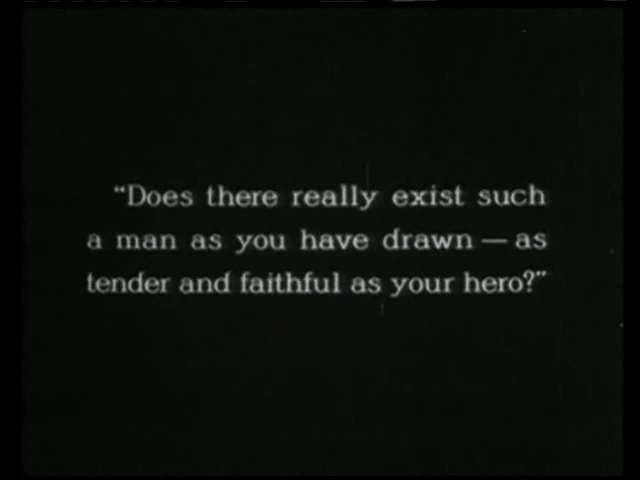 “Does there really exist such
a man as you have drawn — as
tender and faithful as your hero?”